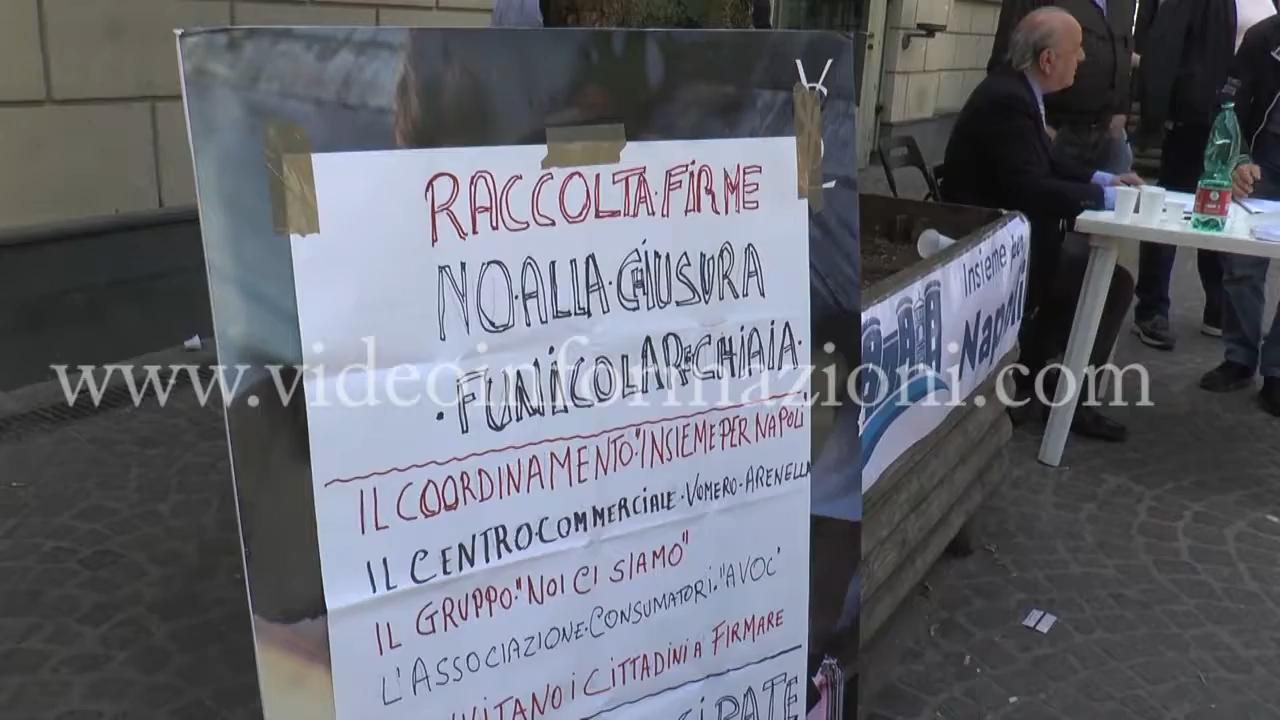 RACCOLTA·FIRME
NO·ALLA·CHIUSURA
·FUNICOLARE·CHIAIA·
IL COORDINAMENTO·"INSIEME PER NAPOLI
IL CENTRO·COMMERCIALE·VOMERO·ARENELLA
IL GRUPPO·"NOI CI SIAMO"
L'ASSOCIAZIONE·CONSUMATORI·"AVOC"
I CITTADINI A FIRMARE
Insieme per
Napoli
www.videoinformazioni.com